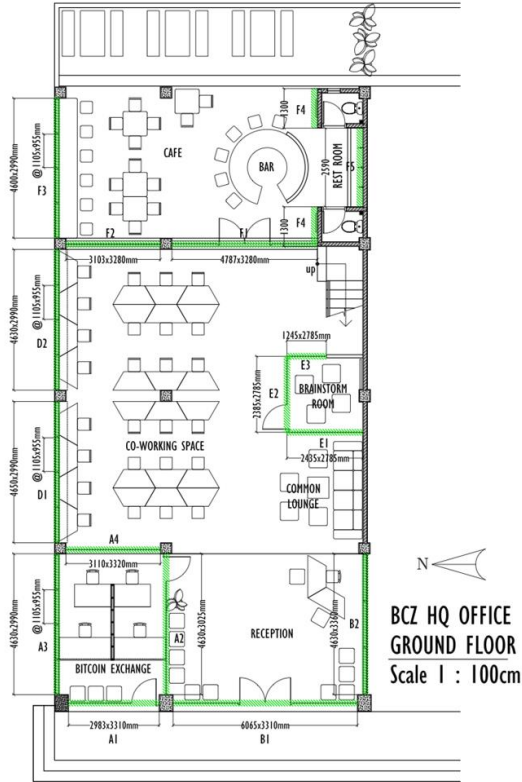 1300
F4
CAFE
BAR
REST ROOM
2590
F5
4600x2990mm
@1105x955mm
F3
F4
1300
F2
F1
3103x3280mm
4787x3280mm
up
4630x2990mm
@1105x955mm
D2
1245x2785mm
E3
BRAINSTORM
ROOM
E2
2385x2785mm
E1
2435x2785mm
CO-WORKING SPACE
COMMON
LOUNGE
4650x2990mm
@1105x955mm
D1
A4
3110x3320mm
4630x2990mm
@1105x955mm
A3
A2
4630x3025mm
RECEPTION
4630x3360mm
B2
BITCOIN EXCHANGE
2983x3310mm
A1
6065x3310mm
B1
N
BCZ HQ OFFICE
GROUND FLOOR
Scale 1 : 100cm